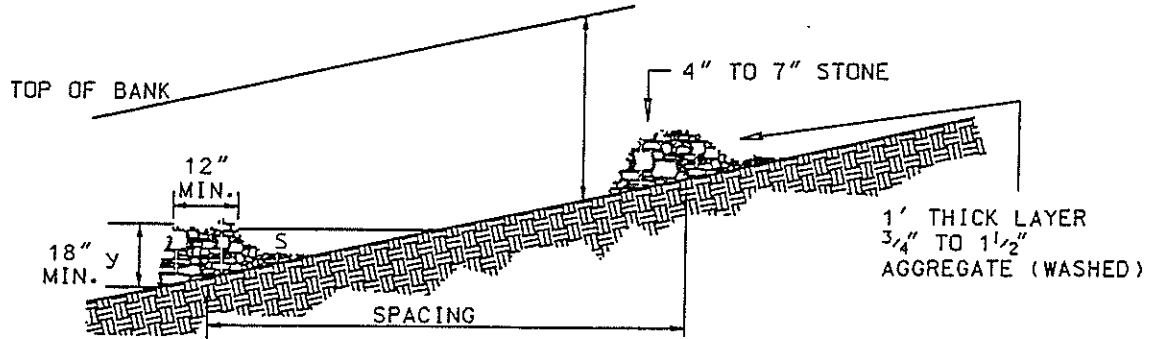 TOP OF BANK
4" TO 7" STONE
12"
MIN.
18"
MIN.
y
S
1' THICK LAYER
3/4" TO 1 1/2"
AGGREGATE (WASHED)
SPACING